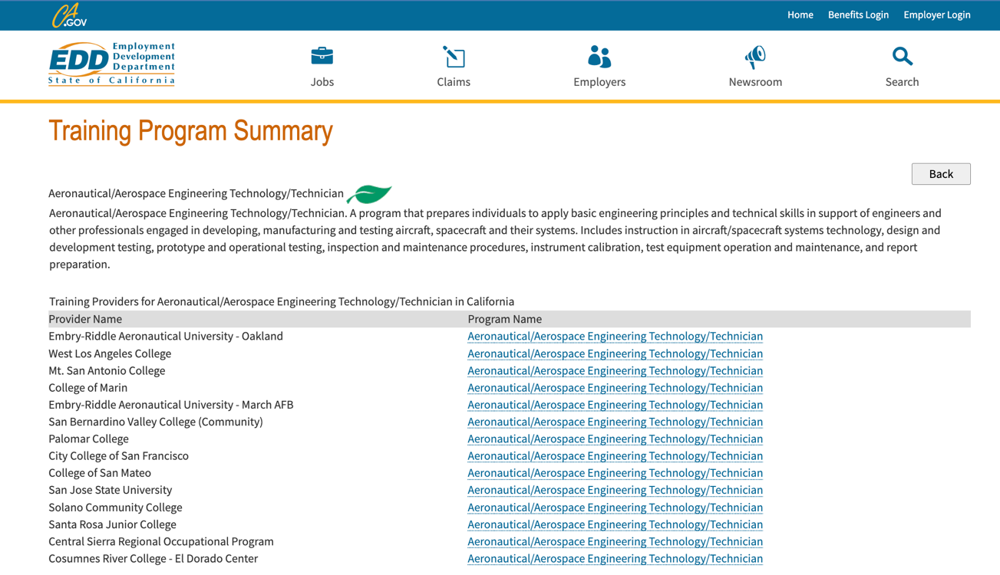 CA.GOV
Home Benefits Login Employer Login
EDD Employment
Development
Department
State of California
Jobs Claims Employers Newsroom Search
Training Program Summary
Back
Aeronautical/Aerospace Engineering Technology/Technician
Aeronautical/Aerospace Engineering Technology/Technician. A program that prepares individuals to apply basic engineering principles and technical skills in support of engineers and
other professionals engaged in developing, manufacturing and testing aircraft, spacecraft and their systems. Includes instruction in aircraft/spacecraft systems technology, design and
development testing, prototype and operational testing, inspection and maintenance procedures, instrument calibration, test equipment operation and maintenance, and report
preparation.
Training Providers for Aeronautical/Aerospace Engineering Technology/Technician in California
Provider Name Program Name
Embry-Riddle Aeronautical University - Oakland Aeronautical/Aerospace Engineering Technology/Technician
West Los Angeles College Aeronautical/Aerospace Engineering Technology/Technician
Mt. San Antonio College Aeronautical/Aerospace Engineering Technology/Technician
College of Marin Aeronautical/Aerospace Engineering Technology/Technician
Embry-Riddle Aeronautical University - March AFB Aeronautical/Aerospace Engineering Technology/Technician
San Bernardino Valley College (Community) Aeronautical/Aerospace Engineering Technology/Technician
Palomar College Aeronautical/Aerospace Engineering Technology/Technician
City College of San Francisco Aeronautical/Aerospace Engineering Technology/Technician
College of San Mateo Aeronautical/Aerospace Engineering Technology/Technician
San Jose State University Aeronautical/Aerospace Engineering Technology/Technician
Solano Community College Aeronautical/Aerospace Engineering Technology/Technician
Santa Rosa Junior College Aeronautical/Aerospace Engineering Technology/Technician
Central Sierra Regional Occupational Program Aeronautical/Aerospace Engineering Technology/Technician
Cosumnes River College - El Dorado Center Aeronautical/Aerospace Engineering Technology/Technician